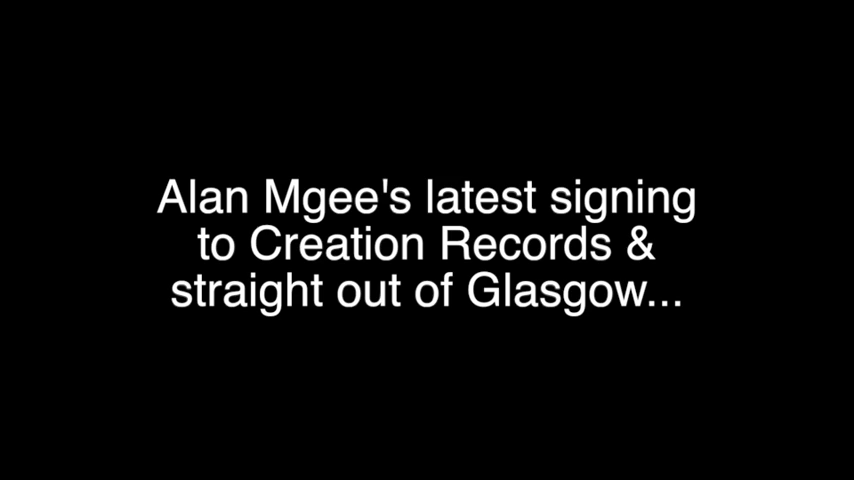 Alan Mgee's latest signing
to Creation Records &
straight out of Glasgow...